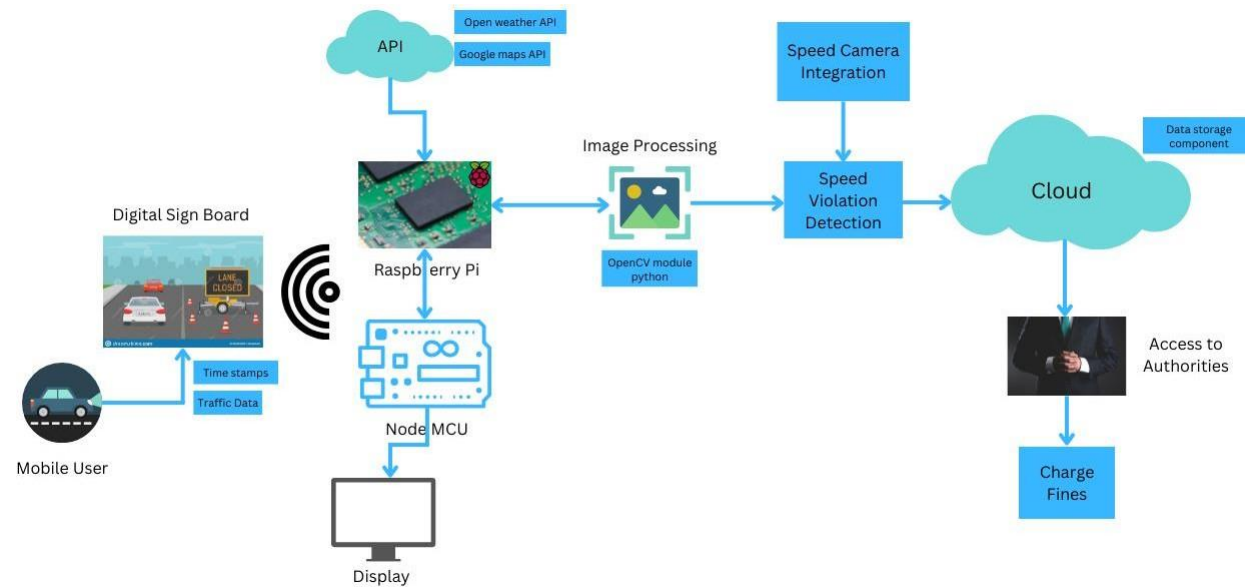 API
Open weather API
Google maps API
Speed Camera
Integration
Image Processing
Speed
Violation
Detection
Data storage
component
Cloud
Digital Sign Board
LANE
CLOSED
Raspberry Pi
OpenCV module
python
Time stamps
Traffic Data
Mobile User
Node MCU
Display
Access to
Authorities
Charge
Fines